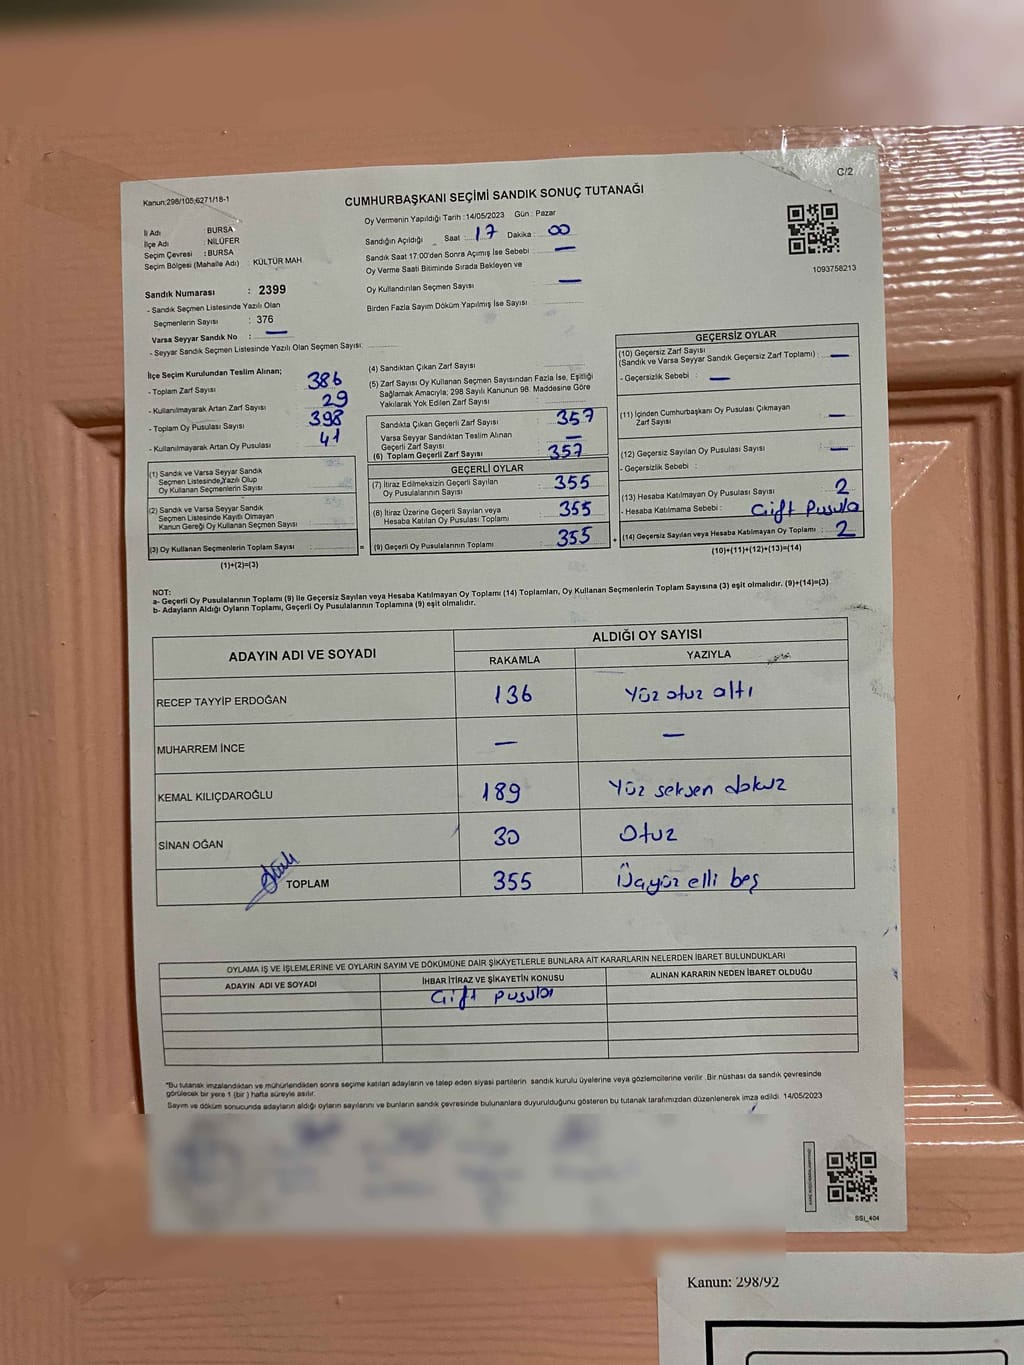 C/2
Kanun:298/105;6271/18-1
CUMHURBAŞKANI SEÇİMİ SANDIK SONUÇ TUTANAĞI
Oy Vermenin Yapıldığı Tarih :14/05/2023 Gün : Pazar
İl Adı : BURSA
İlçe Adı : NİLÜFER
Seçim Çevresi : BURSA
Seçim Bölgesi (Mahalle Adı) : KÜLTÜR MAH
Sandığın Açıldığı Saat : 17 Dakika : 00
Sandık Saat 17:00'den Sonra Açımış İse Sebebi : —
Oy Verme Saati Bitiminde Sırada Bekleyen ve
Oy Kullandırılan Seçmen Sayısı —
Birden Fazla Sayım Döküm Yapılmış İse Sayısı
1093758213
Sandık Numarası : 2399
- Sandık Seçmen Listesinde Yazılı Olan
Seçmenlerin Sayısı : 376
Varsa Seyyar Sandık No : —
- Seyyar Sandık Seçmen Listesinde Yazılı Olan Seçmen Sayısı:
İlçe Seçim Kurulundan Teslim Alınan;
- Toplam Zarf Sayısı 386
- Kullanılmayarak Artan Zarf Sayısı 29
- Toplam Oy Pusulası Sayısı 398
- Kullanılmayarak Artan Oy Pusulası 41
(1) Sandık ve Varsa Seyyar Sandık
Seçmen Listesinde,Yazılı Olup
Oy Kullanan Seçmenlerin Sayısı
(2) Sandık ve Varsa Seyyar Sandık
Seçmen Listesinde Kayıtlı Olmayan
Kanun Gereği Oy Kullanan Seçmen Sayısı
(3) Oy Kullanan Seçmenlerin Toplam Sayısı =
(1)+(2)=(3)
(4) Sandıktan Çıkan Zarf Sayısı
(5) Zarf Sayısı Oy Kullanan Seçmen Sayısından Fazla İse, Eşitliği
Sağlamak Amacıyla; 298 Sayılı Kanunun 98. Maddesine Göre
Yakılarak Yok Edilen Zarf Sayısı
Sandıkta Çıkan Geçerli Zarf Sayısı 357
Varsa Seyyar Sandıktan Teslim Alınan
Geçerli Zarf Sayısı —
(6) Toplam Geçerli Zarf Sayısı 357
GEÇERLİ OYLAR
(7) İtiraz Edilmeksizin Geçerli Sayılan
Oy Pusulalarının Sayısı 355
(8) İtiraz Üzerine Geçerli Sayılan veya
Hesaba Katılan Oy Pusulası Toplamı 355
(9) Geçerli Oy Pusulalarının Toplamı 355 +
GEÇERSİZ OYLAR
(10) Geçersiz Zarf Sayısı
(Sandık ve Varsa Seyyar Sandık Geçersiz Zarf Toplamı) : —
- Geçersizlik Sebebi : —
(11) İçinden Cumhurbaşkanı Oy Pusulası Çıkmayan
Zarf Sayısı —
(12) Geçersiz Sayılan Oy Pusulası Sayısı : —
- Geçersizlik Sebebi :
(13) Hesaba Katılmayan Oy Pusulası Sayısı 2
- Hesaba Katılmama Sebebi : Çift Pusula
(14) Geçersiz Sayılan veya Hesaba Katılmayan Oy Toplamı : 2
(10)+(11)+(12)+(13)=(14)
NOT:
a- Geçerli Oy Pusulalarının Toplamı (9) ile Geçersiz Sayılan veya Hesaba Katılmayan Oy Toplamı (14) Toplamları, Oy Kullanan Seçmenlerin Toplam Sayısına (3) eşit olmalıdır. (9)+(14)=(3)
b- Adayların Aldığı Oyların Toplamı, Geçerli Oy Pusulalarının Toplamına (9) eşit olmalıdır.
ADAYIN ADI VE SOYADI
ALDIĞI OY SAYISI
RAKAMLA YAZIYLA
RECEP TAYYİP ERDOĞAN 136 Yüz otuz altı
MUHARREM İNCE — —
KEMAL KILIÇDAROĞLU 189 Yüz seksen dokuz
SİNAN OĞAN 30 Otuz
TOPLAM 355 Üçyüz elli beş
OYLAMA İŞ VE İŞLEMLERİNE VE OYLARIN SAYIM VE DÖKÜMÜNE DAİR ŞİKAYETLERLE BUNLARA AİT KARARLARIN NELERDEN İBARET BULUNDUKLARI
ADAYIN ADI VE SOYADI İHBAR İTİRAZ VE ŞİKAYETİN KONUSU ALINAN KARARIN NEDEN İBARET OLDUĞU
Çift pusula
*Bu tutanak imzalandıktan ve mühürlendikten sonra seçime katılan adayların ve talep eden siyasi partilerin sandık kurulu üyelerine veya gözlemcilerine verilir .Bir nüshası da sandık çevresinde
görülecek bir yere 1 (bir ) hafta süreyle asılır.
Sayım ve döküm sonucunda adayların aldığı oyların sayılarını ve bunların sandık çevresinde bulunanlara duyurulduğunu gösteren bu tutanak tarafımızdan düzenlenerek imza edildi. 14/05/2023
SSI_404
Kanun: 298/92